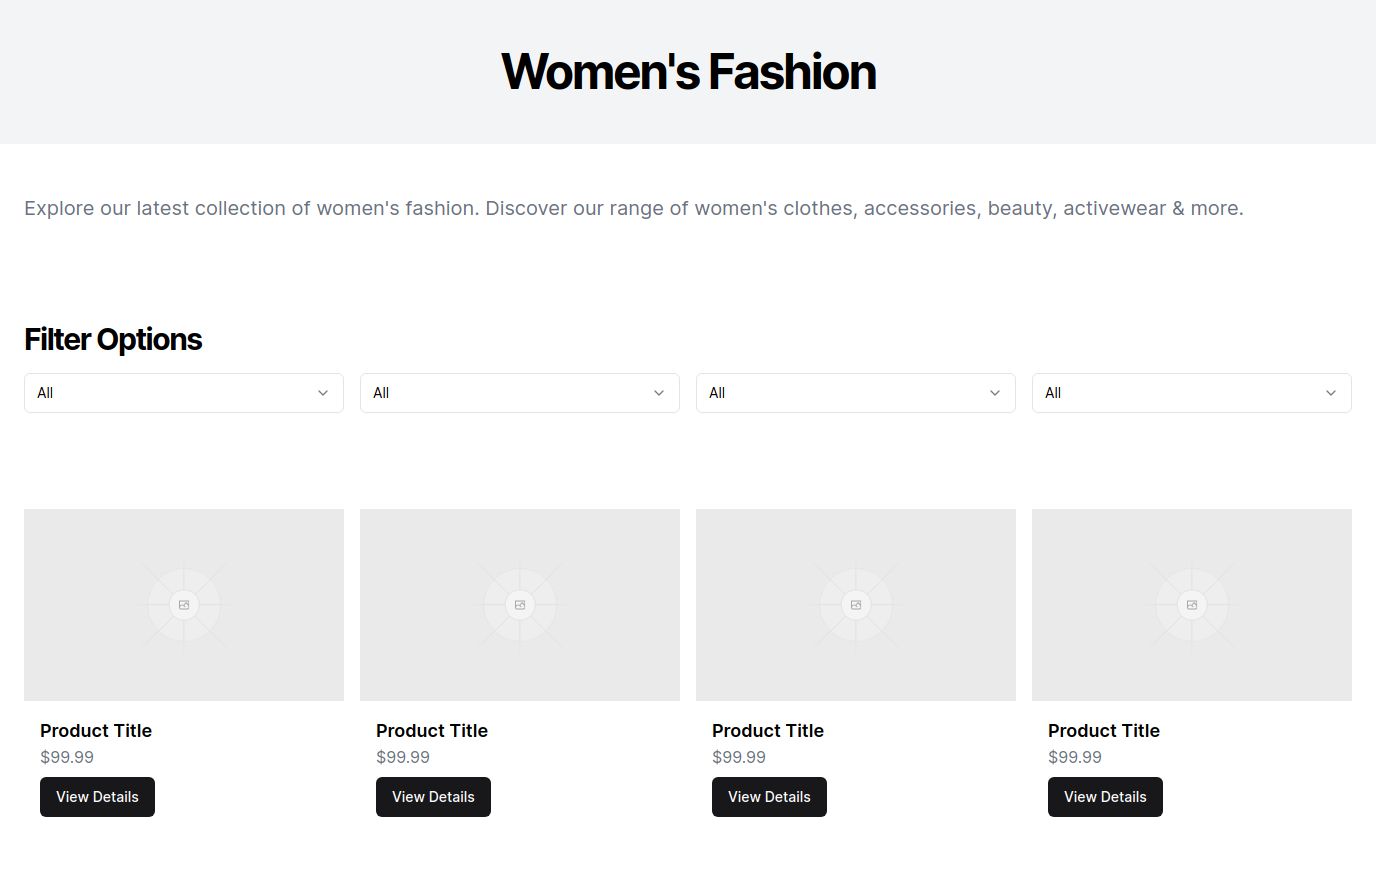 Women's Fashion
Explore our latest collection of women's fashion. Discover our range of women's clothes, accessories, beauty, activewear & more.
Filter Options
All All All All
Product Title Product Title Product Title Product Title
$99.99 $99.99 $99.99 $99.99
View Details View Details View Details View Details